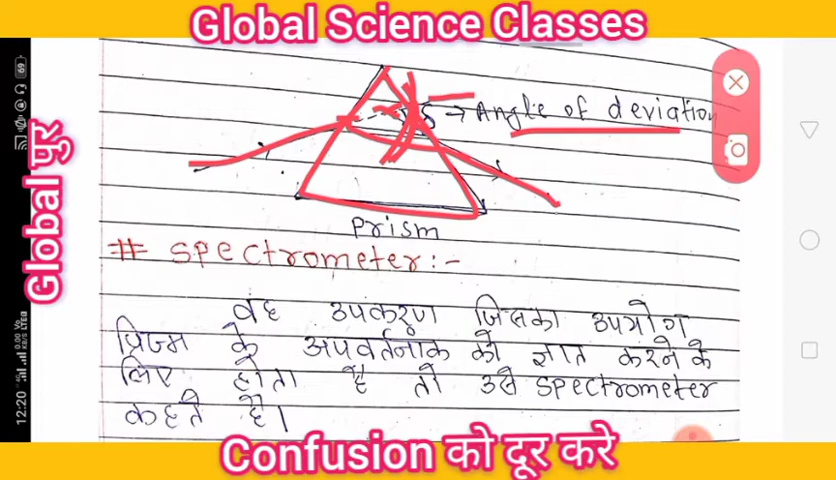 Global Science Classes
Global पुर
δ → Angle of deviation
Prism
# Spectrometer:-
वह उपकरण जिसका उपयोग
प्रिज्म के अपवर्तनाक को ज्ञात करने के
लिए होता है तो उसे spectrometer
कहते है।
12:20
Confusion को दूर करे